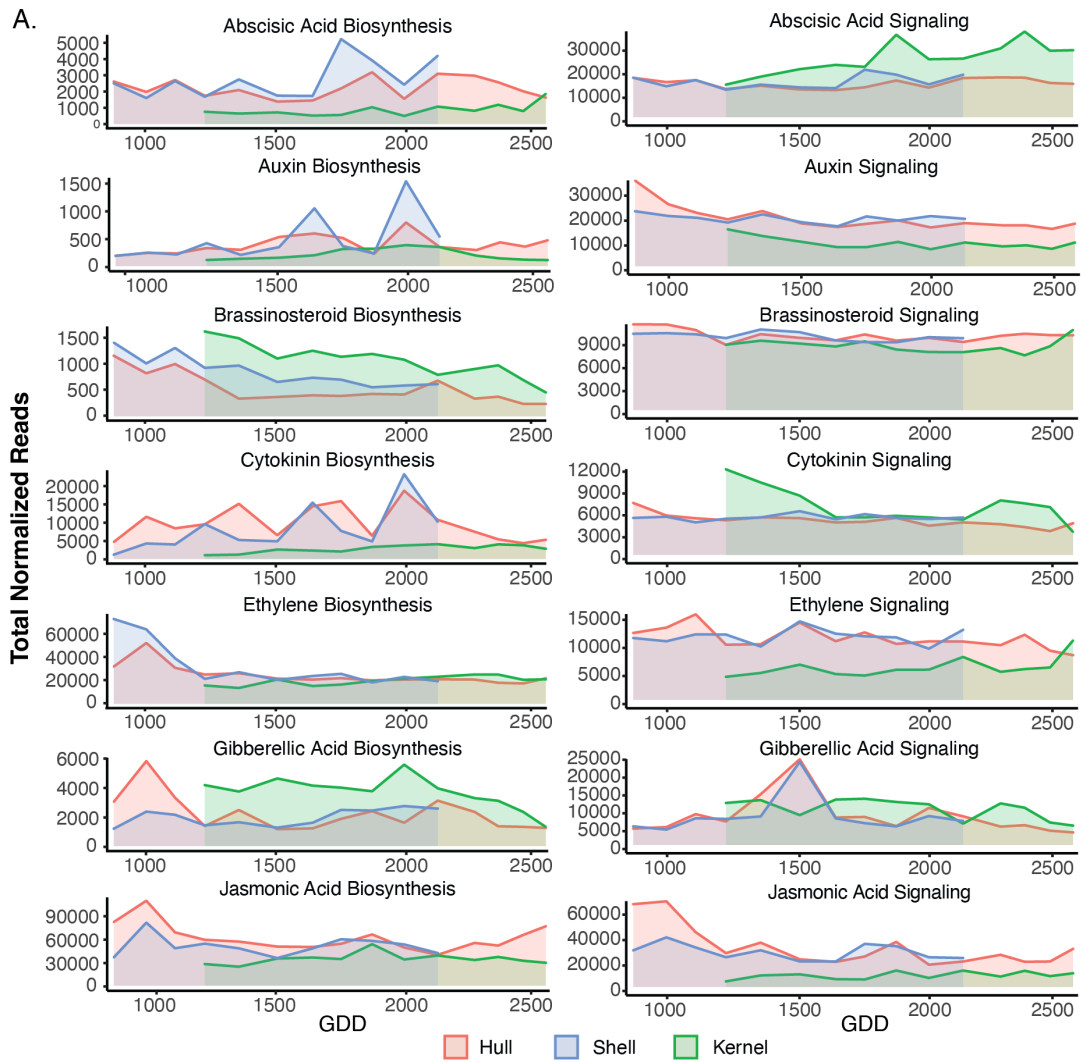 A.
Total Normalized Reads
Abscisic Acid Biosynthesis
5000
4000
3000
2000
1000
0
1000 1500 2000 2500
Abscisic Acid Signaling
30000
20000
10000
0
1000 1500 2000 2500
Auxin Biosynthesis
1500
1000
500
0
1000 1500 2000 2500
Auxin Signaling
30000
20000
10000
0
1000 1500 2000 2500
Brassinosteroid Biosynthesis
1500
1000
500
0
1000 1500 2000 2500
Brassinosteroid Signaling
9000
6000
3000
0
1000 1500 2000 2500
Cytokinin Biosynthesis
20000
15000
10000
5000
0
1000 1500 2000 2500
Cytokinin Signaling
12000
9000
6000
3000
0
1000 1500 2000 2500
Ethylene Biosynthesis
60000
40000
20000
0
1000 1500 2000 2500
Ethylene Signaling
15000
10000
5000
0
1000 1500 2000 2500
Gibberellic Acid Biosynthesis
6000
4000
2000
0
1000 1500 2000 2500
Gibberellic Acid Signaling
25000
20000
15000
10000
5000
0
1000 1500 2000 2500
Jasmonic Acid Biosynthesis
90000
60000
30000
0
1000 1500 2000 2500
GDD
Jasmonic Acid Signaling
60000
40000
20000
0
1000 1500 2000 2500
GDD
Hull Shell Kernel